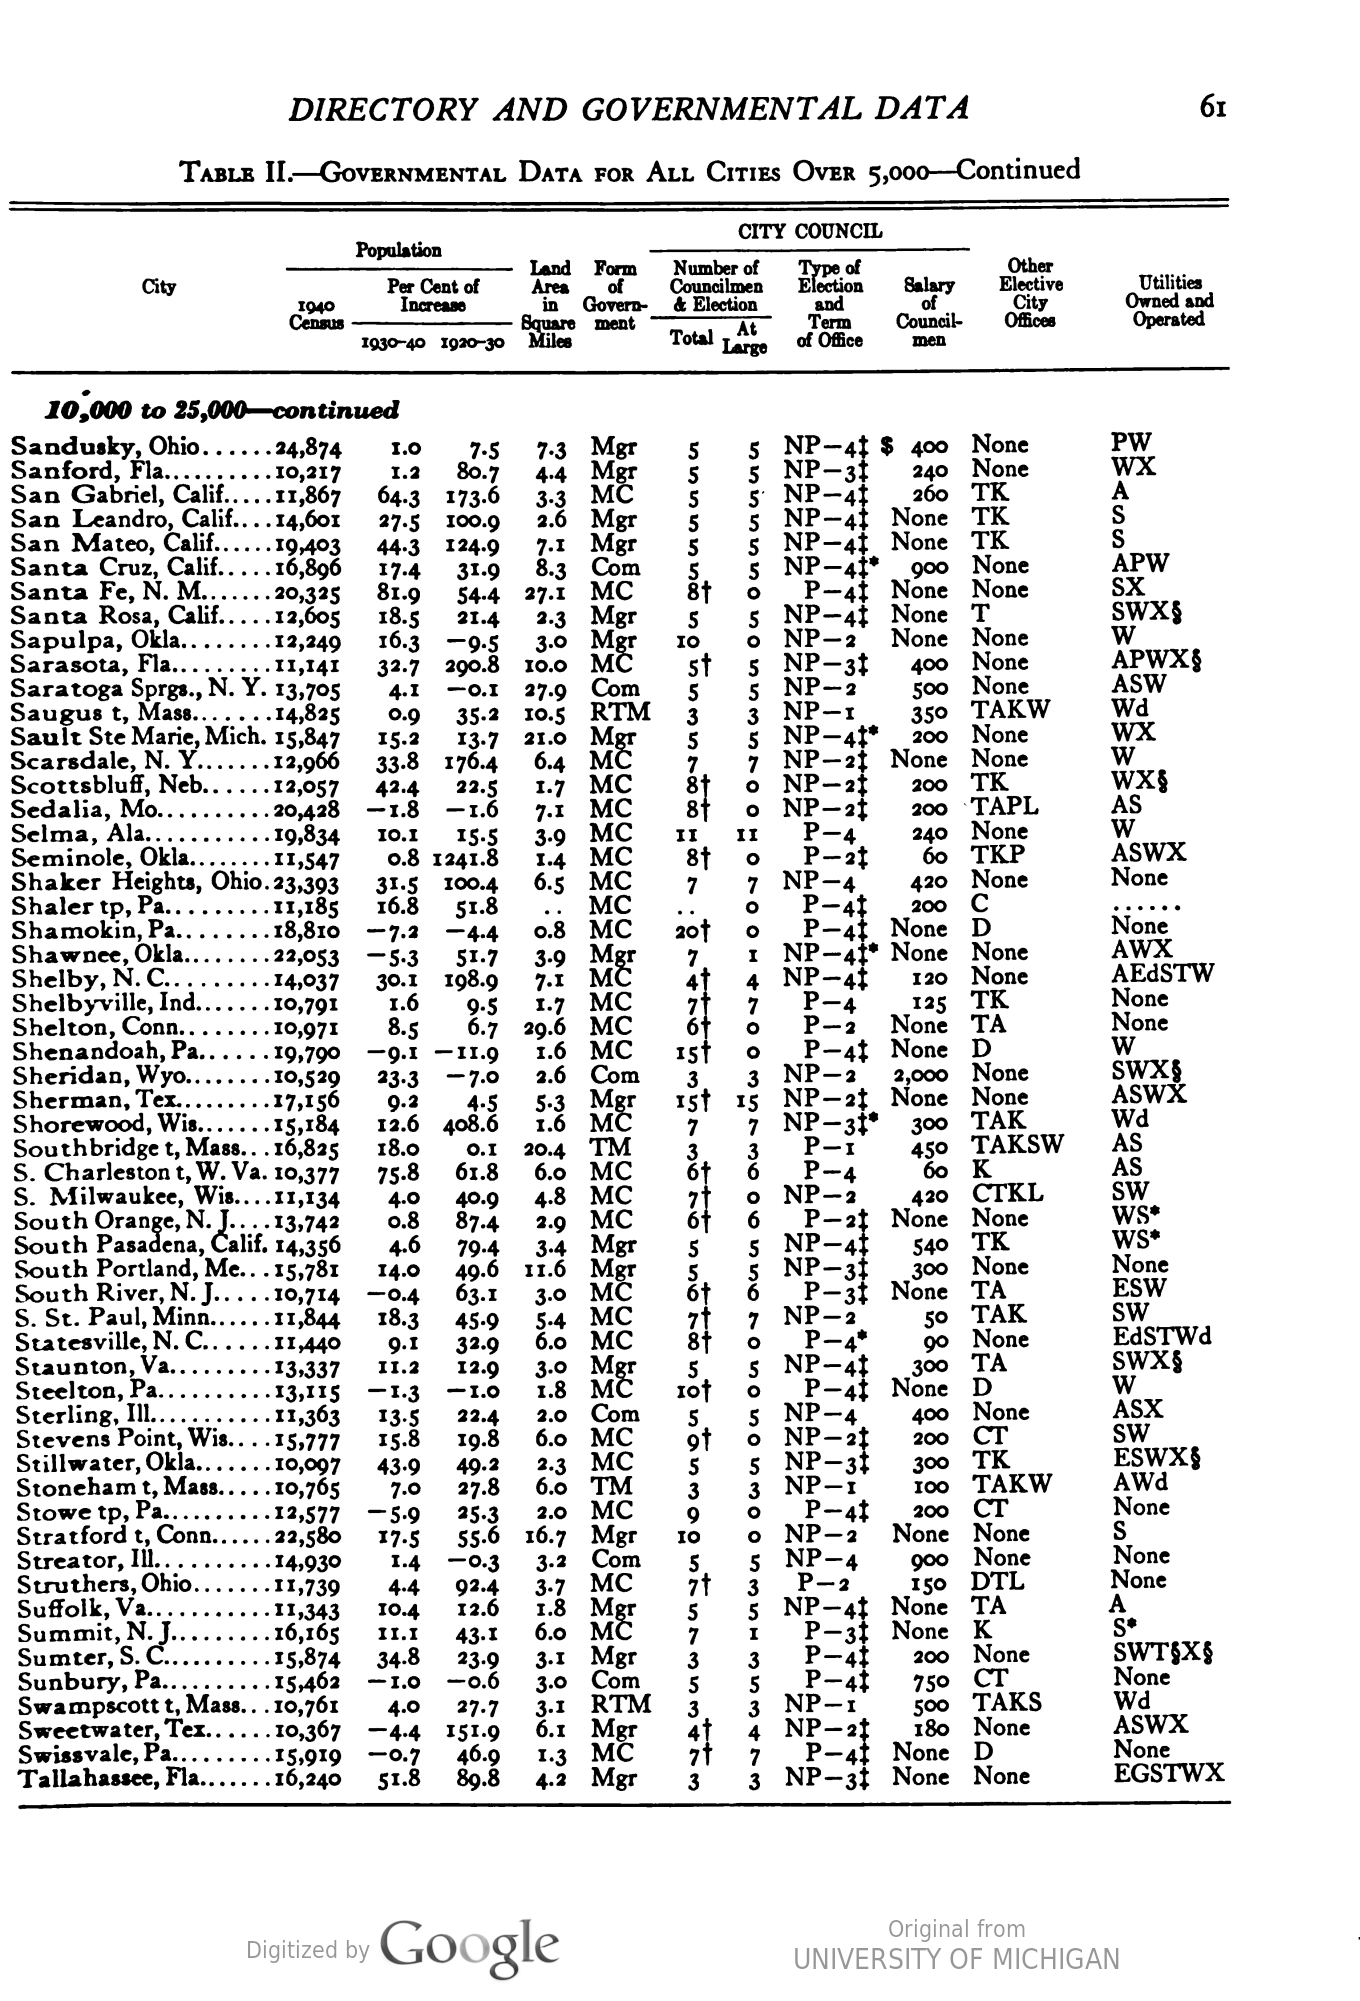 DIRECTORY AND GOVERNMENTAL DATA 61
TABLE II.—GOVERNMENTAL DATA FOR ALL CITIES OVER 5,000—Continued
CITY COUNCIL
Population
City
1940 Census
Per Cent of Increase
1930-40 1920-30
Land Area in Square Miles
Form of Government
Number of Councilmen & Election
Total At Large
Type of Election and Term of Office
Salary of Councilmen
Other Elective City Offices
Utilities Owned and Operated
10,000 to 25,000—continued
Sandusky, Ohio......24,874 1.0 7.5 7.3 Mgr 5 5 NP—4‡ $ 400 None PW
Sanford, Fla..........10,217 1.2 80.7 4.4 Mgr 5 5 NP—3‡ 240 None WX
San Gabriel, Calif.....11,867 64.3 173.6 3.3 MC 5 5 NP—4‡ 260 TK A
San Leandro, Calif....14,601 27.5 100.9 2.6 Mgr 5 5 NP—4‡ None TK S
San Mateo, Calif......19,403 44.3 124.9 7.1 Mgr 5 5 NP—4‡ None TK S
Santa Cruz, Calif.....16,896 17.4 31.9 8.3 Com 5 5 NP—4‡* 900 None APW
Santa Fe, N. M.......20,325 81.9 54.4 27.1 MC 8† 0 P—4‡ None None SX
Santa Rosa, Calif.....12,605 18.5 21.4 2.3 Mgr 5 5 NP—4‡ None T SWX§
Sapulpa, Okla........12,249 16.3 —9.5 3.0 Mgr 10 0 NP—2 None None W
Sarasota, Fla.........11,141 32.7 290.8 10.0 MC 5† 5 NP—3‡ 400 None APWX§
Saratoga Sprgs., N. Y. 13,705 4.1 —0.1 27.9 Com 5 5 NP—2 500 None ASW
Saugus t, Mass.......14,825 0.9 35.2 10.5 RTM 3 3 NP—1 350 TAKW Wd
Sault Ste Marie, Mich. 15,847 15.2 13.7 21.0 Mgr 5 5 NP—4‡* 200 None WX
Scarsdale, N. Y.......12,966 33.8 176.4 6.4 MC 7 7 NP—2‡ None None W
Scottsbluff, Neb......12,057 42.4 22.5 1.7 MC 8† 0 NP—2‡ 200 TK WX§
Sedalia, Mo..........20,428 —1.8 —1.6 7.1 MC 8† 0 NP—2‡ 200 TAPL AS
Selma, Ala...........19,834 10.1 15.5 3.9 MC 11 11 P—4 240 None W
Seminole, Okla........11,547 0.8 1241.8 1.4 MC 8† 0 P—2‡ 60 TKP ASWX
Shaker Heights, Ohio.23,393 31.5 100.4 6.5 MC 7 7 NP—4 420 None None
Shaler tp, Pa.........11,185 16.8 51.8 .. MC .. 0 P—4‡ 200 C ......
Shamokin, Pa........18,810 —7.2 —4.4 0.8 MC 20† 0 P—4‡ None D None
Shawnee, Okla........22,053 —5.3 51.7 3.9 Mgr 7 1 NP—4‡* None None AWX
Shelby, N. C.........14,037 30.1 198.9 7.1 MC 4† 4 NP—4‡ 120 None AEdSTW
Shelbyville, Ind.......10,791 1.6 9.5 1.7 MC 7† 7 P—4 125 TK None
Shelton, Conn........10,971 8.5 6.7 29.6 MC 6† 0 P—2 None TA None
Shenandoah, Pa......19,790 —9.1 —11.9 1.6 MC 15† 0 P—4‡ None D W
Sheridan, Wyo........10,529 23.3 —7.0 2.6 Com 3 3 NP—2 2,000 None SWX§
Sherman, Tex.........17,156 9.2 4.5 5.3 Mgr 15† 15 NP—2‡ None None ASWX
Shorewood, Wis.......15,184 12.6 408.6 1.6 MC 7 7 NP—3‡* 300 TAK Wd
Southbridge t, Mass...16,825 18.0 0.1 20.4 TM 3 3 P—1 450 TAKSW AS
S. Charleston t, W. Va. 10,377 75.8 61.8 6.0 MC 6† 6 P—4 60 K AS
S. Milwaukee, Wis....11,134 4.0 40.9 4.8 MC 7† 0 NP—2 420 CTKL SW
South Orange, N. J....13,742 0.8 87.4 2.9 MC 6† 6 P—2‡ None None WS*
South Pasadena, Calif. 14,356 4.6 79.4 3.4 Mgr 5 5 NP—4‡ 540 TK WS*
South Portland, Me...15,781 14.0 49.6 11.6 Mgr 5 5 NP—3‡ 300 None None
South River, N. J.....10,714 —0.4 63.1 3.0 MC 6† 6 P—3‡ None TA ESW
S. St. Paul, Minn......11,844 18.3 45.9 5.4 MC 7† 7 NP—2 50 TAK SW
Statesville, N. C......11,440 9.1 32.9 6.0 MC 8† 0 P—4* 90 None EdSTWd
Staunton, Va.........13,337 11.2 12.9 3.0 Mgr 5 5 NP—4‡ 300 TA SWX§
Steelton, Pa..........13,115 —1.3 —1.0 1.8 MC 10† 0 P—4‡ None D W
Sterling, Ill...........11,363 13.5 22.4 2.0 Com 5 5 NP—4 400 None ASX
Stevens Point, Wis....15,777 15.8 19.8 6.0 MC 9† 0 NP—2‡ 200 CT SW
Stillwater, Okla.......10,097 43.9 49.2 2.3 MC 5 5 NP—3‡ 300 TK ESWX§
Stoneham t, Mass.....10,765 7.0 27.8 6.0 TM 3 3 NP—1 100 TAKW AWd
Stowe tp, Pa..........12,577 —5.9 25.3 2.0 MC 9 0 P—4‡ 200 CT None
Stratford t, Conn......22,580 17.5 55.6 16.7 Mgr 10 0 NP—2 None None S
Streator, Ill..........14,930 1.4 —0.3 3.2 Com 5 5 NP—4 900 None None
Struthers, Ohio.......11,739 4.4 92.4 3.7 MC 7† 3 P—2 150 DTL None
Suffolk, Va...........11,343 10.4 12.6 1.8 Mgr 5 5 NP—4‡ None TA A
Summit, N. J.........16,165 11.1 43.1 6.0 MC 7 1 P—3‡ None K S*
Sumter, S. C..........15,874 34.8 23.9 3.1 Mgr 3 3 P—4‡ 200 None SWT§X§
Sunbury, Pa..........15,462 —1.0 —0.6 3.0 Com 5 5 P—4‡ 750 CT None
Swampscott t, Mass...10,761 4.0 27.7 3.1 RTM 3 3 NP—1 500 TAKS Wd
Sweetwater, Tex......10,367 —4.4 151.9 6.1 Mgr 4† 4 NP—2‡ 180 None ASWX
Swissvale, Pa.........15,919 —0.7 46.9 1.3 MC 7† 7 P—4‡ None D None
Tallahassee, Fla.......16,240 51.8 89.8 4.2 Mgr 3 3 NP—3‡ None None EGSTWX
Digitized by Google
Original from
UNIVERSITY OF MICHIGAN